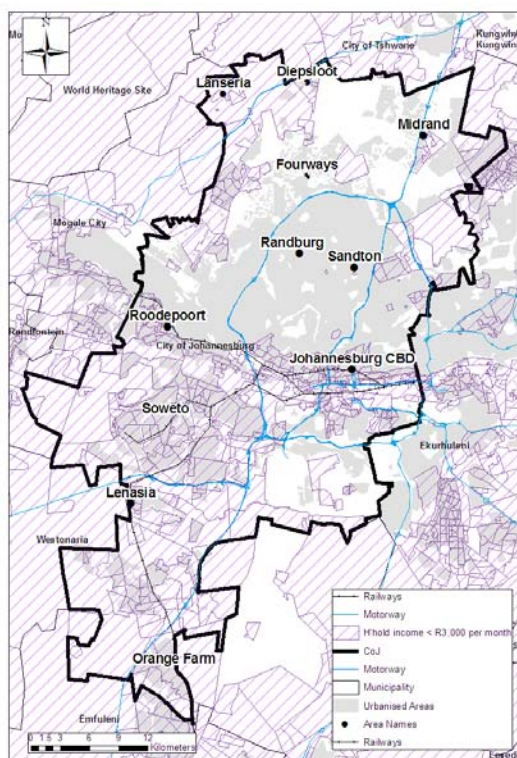 N
City of Tshwane
Kungwini
Diepsloot
Lanseria
World Heritage Site
Midrand
Fourways
Mogale City
Randburg
Sandton
Roodepoort
Randfontein
City of Johannesburg
Johannesburg CBD
Soweto
Ekurhuleni
Lenasia
Westonaria
Orange Farm
Emfuleni
0 1.5 3 6 9 12
Kilometers
Railways
Motorway
H'hold income < R3,000 per month
CoJ
Motorway
Municipality
Urbanised Areas
Area Names
Railways